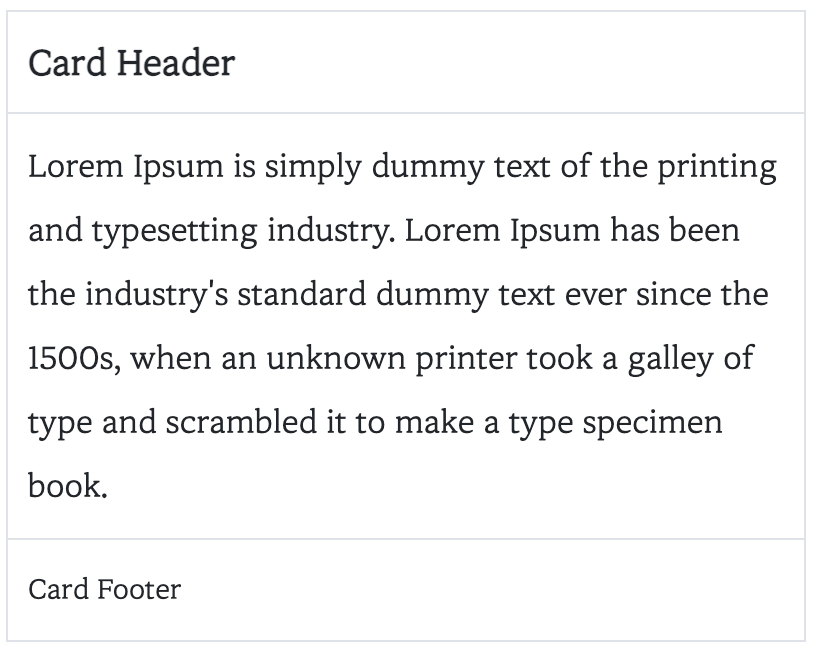 Card Header
Lorem Ipsum is simply dummy text of the printing
and typesetting industry. Lorem Ipsum has been
the industry's standard dummy text ever since the
1500s, when an unknown printer took a galley of
type and scrambled it to make a type specimen
book.
Card Footer